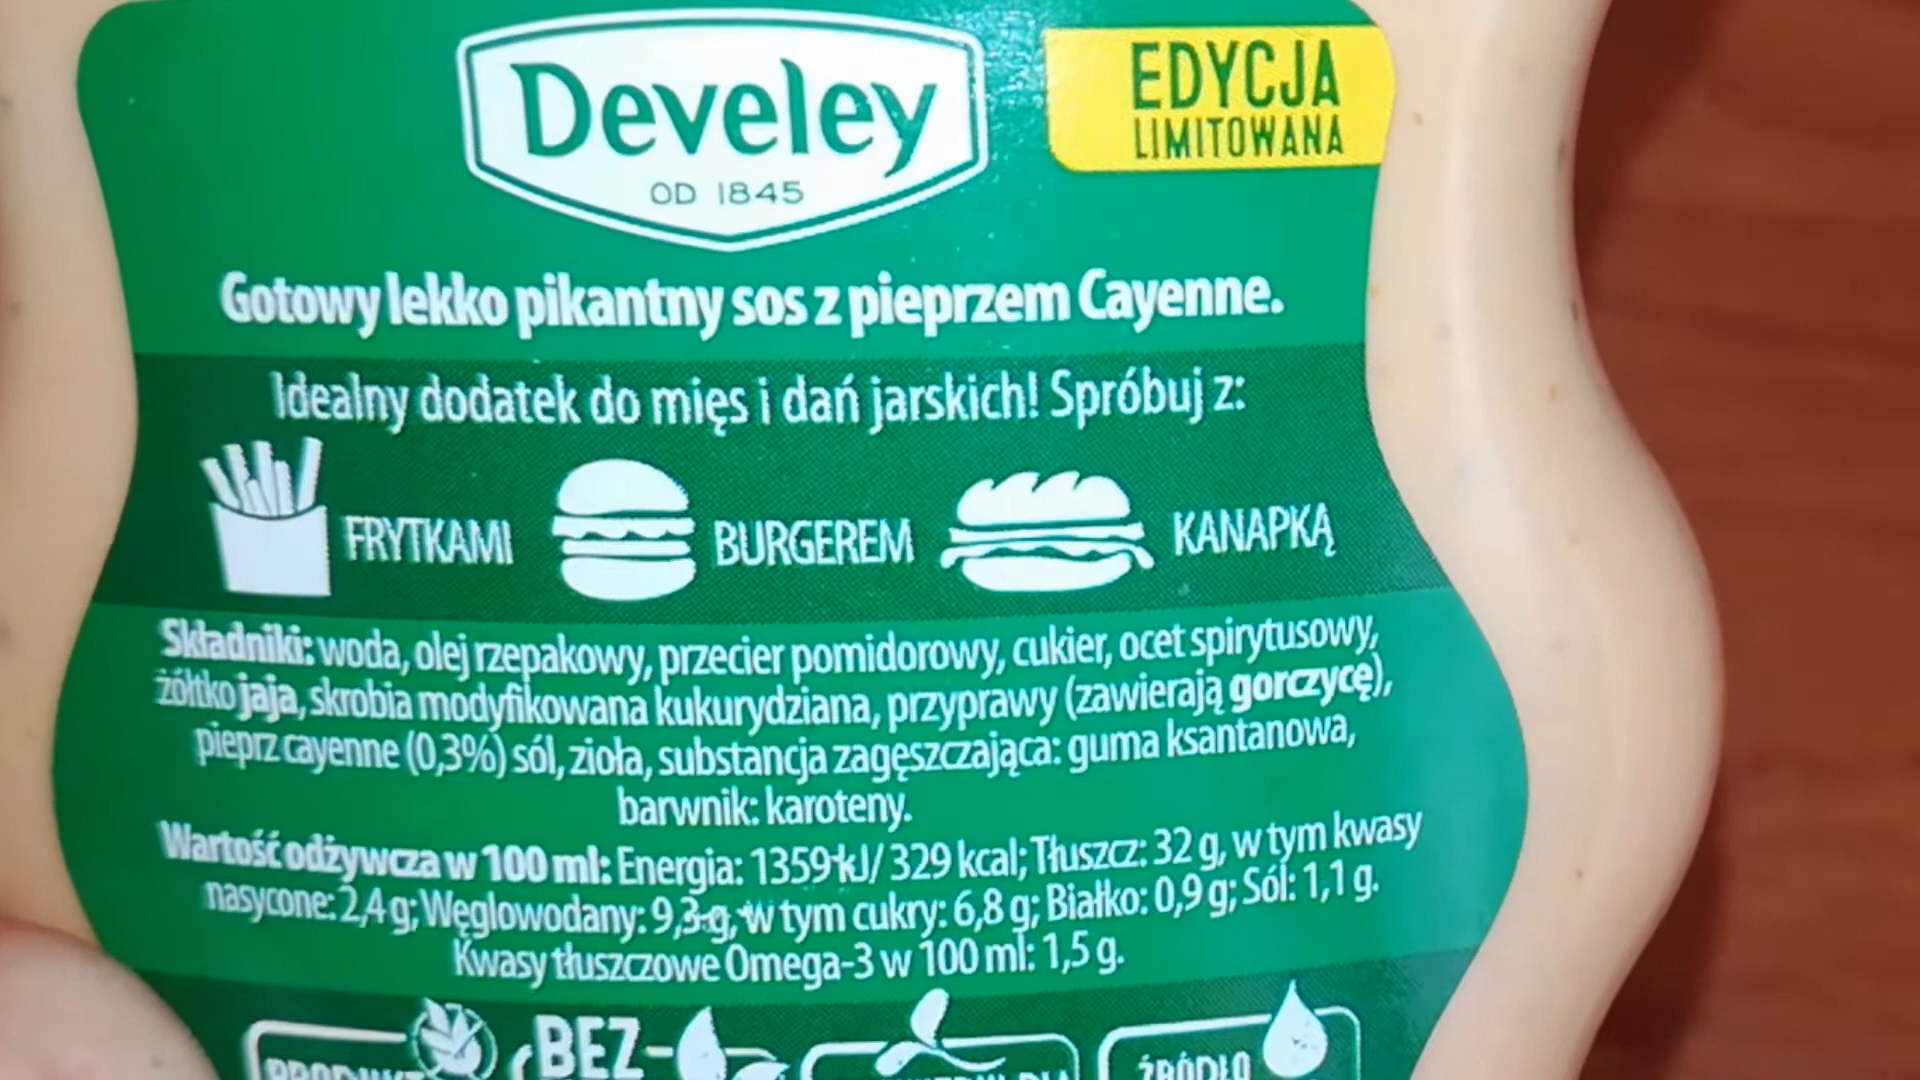 Develey
OD 1845
EDYCJA
LIMITOWANA
Gotowy lekko pikantny sos z pieprzem Cayenne.
Idealny dodatek do mięs i dań jarskich! Spróbuj z:
FRYTKAMI
BURGEREM
KANAPKĄ
Składniki: woda, olej rzepakowy, przecier pomidorowy, cukier, ocet spirytusowy,
żółtko jaja, skrobia modyfikowana kukurydziana, przyprawy (zawierają gorczycę),
pieprz cayenne (0,3%) sól, zioła, substancja zagęszczająca: guma ksantanowa,
barwnik: karoteny.
Wartość odżywcza w 100 ml: Energia: 1359 kJ/ 329 kcal; Tłuszcz: 32 g, w tym kwasy
nasycone: 2,4 g; Węglowodany: 9,3 g, w tym cukry: 6,8 g; Białko: 0,9 g; Sól: 1,1 g.
Kwasy tłuszczowe Omega-3 w 100 ml: 1,5 g.
PRODUKT
BEZ
ŹRÓDŁO